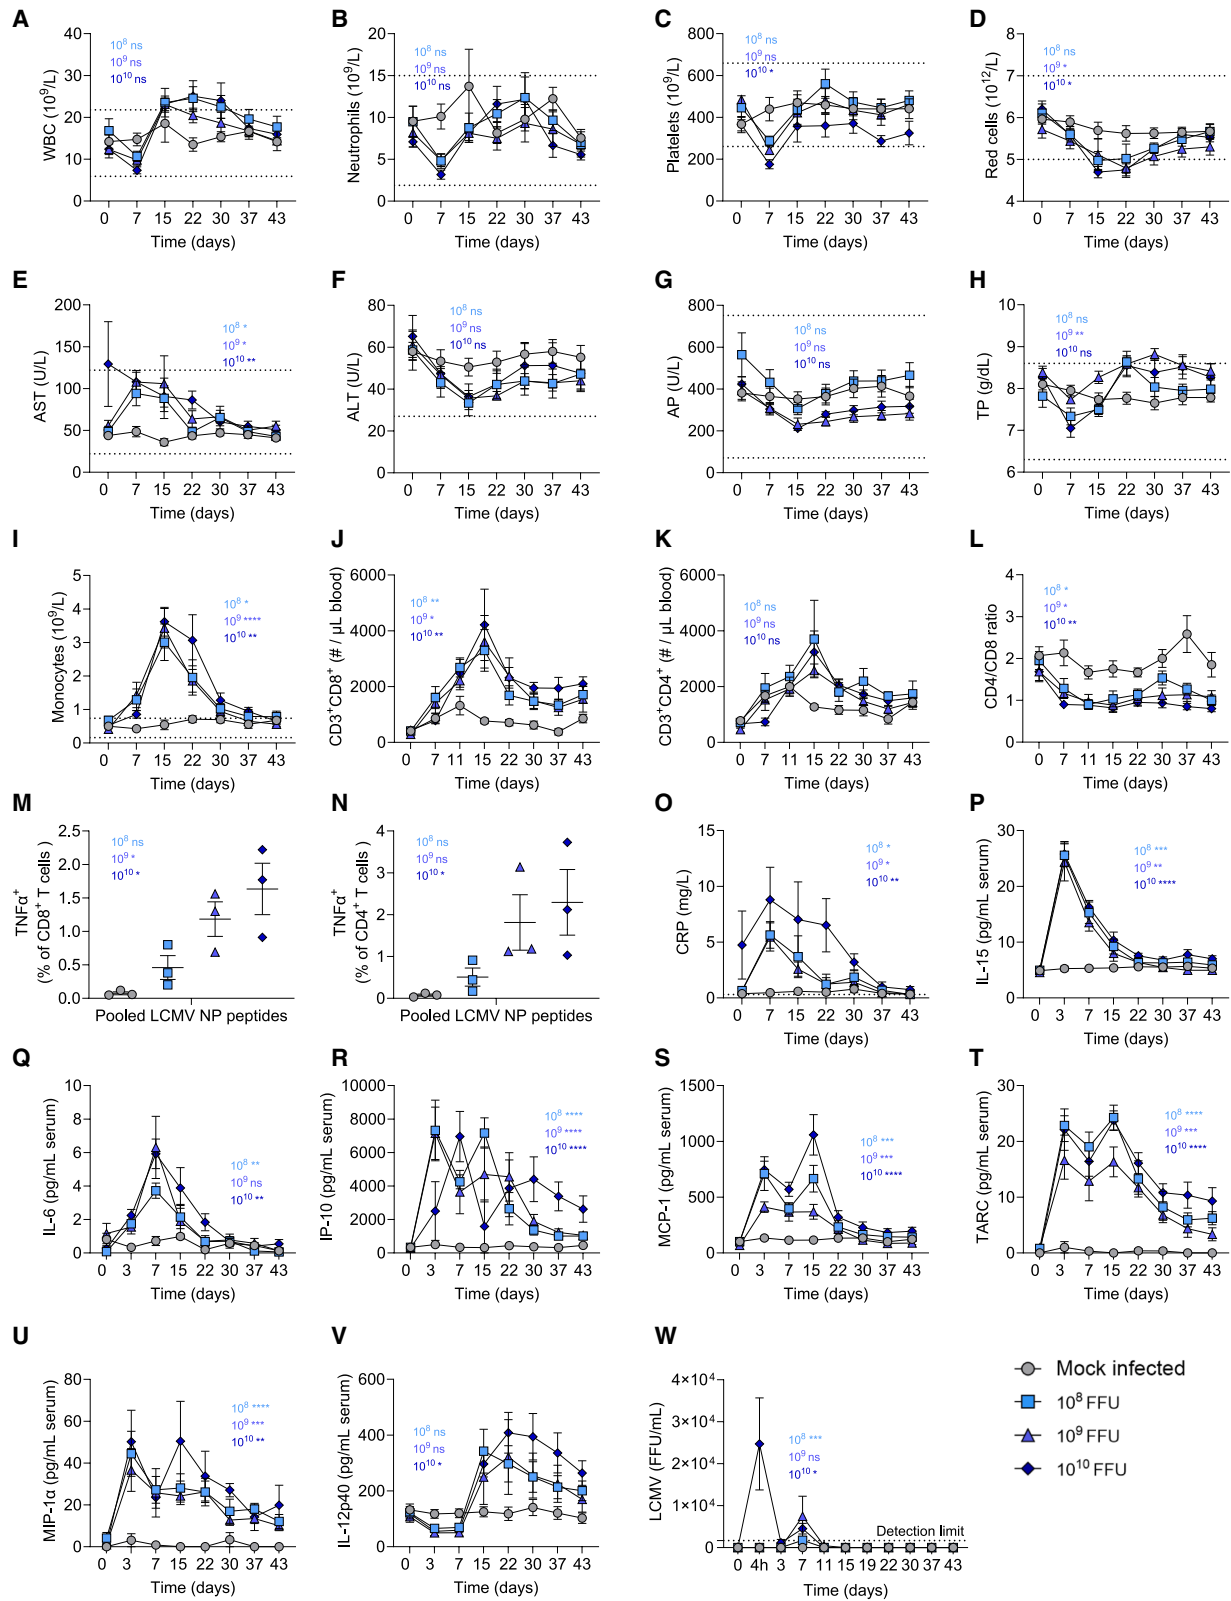 A
WBC (10⁹/L)
40
30
20
10
0
10⁸ ns
10⁹ ns
10¹⁰ ns
0 7 15 22 30 37 43
Time (days)
B
Neutrophils (10⁹/L)
15
10
5
0
10⁸ ns
10⁹ ns
10¹⁰ ns
0 7 15 22 30 37 43
Time (days)
C
Platelets (10⁹/L)
800
600
400
200
0
10⁸ ns
10⁹ ns
10¹⁰ *
0 7 15 22 30 37 43
Time (days)
D
Red cells (10¹²/L)
8
7
6
5
4
10⁸ ns
10⁹ *
10¹⁰ *
0 7 15 22 30 37 43
Time (days)
E
AST (U/L)
200
150
100
50
0
10⁸ *
10⁹ *
10¹⁰ **
0 7 15 22 30 37 43
Time (days)
F
ALT (U/L)
80
60
40
20
0
10⁸ ns
10⁹ ns
10¹⁰ ns
0 7 15 22 30 37 43
Time (days)
G
AP (U/L)
800
600
400
200
0
10⁸ ns
10⁹ ns
10¹⁰ ns
0 7 15 22 30 37 43
Time (days)
H
TP (g/dL)
10
9
8
7
6
10⁸ ns
10⁹ **
10¹⁰ ns
0 7 15 22 30 37 43
Time (days)
I
Monocytes (10⁹/L)
5
4
3
2
1
0
10⁸ *
10⁹ ****
10¹⁰ **
0 7 15 22 30 37 43
Time (days)
J
CD3⁺CD8⁺ (# / µL blood)
6000
4000
2000
0
10⁸ **
10⁹ *
10¹⁰ **
0 7 11 15 22 30 37 43
Time (days)
K
CD3⁺CD4⁺ (# / µL blood)
6000
4000
2000
0
10⁸ ns
10⁹ ns
10¹⁰ ns
0 7 11 15 22 30 37 43
Time (days)
L
CD4/CD8 ratio
4
3
2
1
0
10⁸ *
10⁹ *
10¹⁰ **
0 7 11 15 22 30 37 43
Time (days)
M
TNFα⁺
(% of CD8⁺ T cells )
2.5
2.0
1.5
1.0
0.5
0.0
10⁸ ns
10⁹ *
10¹⁰ *
Pooled LCMV NP peptides
N
TNFα⁺
(% of CD4⁺ T cells )
4
3
2
1
0
10⁸ ns
10⁹ ns
10¹⁰ *
Pooled LCMV NP peptides
O
CRP (mg/L)
15
10
5
0
10⁸ *
10⁹ *
10¹⁰ **
0 7 15 22 30 37 43
Time (days)
P
IL-15 (pg/mL serum)
30
20
10
0
10⁸ ***
10⁹ **
10¹⁰ ****
0 3 7 15 22 30 37 43
Time (days)
Q
IL-6 (pg/mL serum)
10
8
6
4
2
0
10⁸ **
10⁹ ns
10¹⁰ **
0 3 7 15 22 30 37 43
Time (days)
R
IP-10 (pg/mL serum)
10000
8000
6000
4000
2000
0
10⁸ ****
10⁹ ****
10¹⁰ ****
0 3 7 15 22 30 37 43
Time (days)
S
MCP-1 (pg/mL serum)
1500
1000
500
0
10⁸ ***
10⁹ ***
10¹⁰ ****
0 3 7 15 22 30 37 43
Time (days)
T
TARC (pg/mL serum)
30
20
10
0
10⁸ ****
10⁹ ***
10¹⁰ ****
0 3 7 15 22 30 37 43
Time (days)
U
MIP-1α (pg/mL serum)
80
60
40
20
0
10⁸ ****
10⁹ ***
10¹⁰ **
0 3 7 15 22 30 37 43
Time (days)
V
IL-12p40 (pg/mL serum)
600
400
200
0
10⁸ ns
10⁹ ns
10¹⁰ *
0 3 7 15 22 30 37 43
Time (days)
W
LCMV (FFU/mL)
4×10⁴
3×10⁴
2×10⁴
1×10⁴
0
10⁸ ***
10⁹ ns
10¹⁰ *
Detection limit
0 4h 3 7 11 15 19 22 30 37 43
Time (days)
Mock infected
10⁸ FFU
10⁹ FFU
10¹⁰ FFU